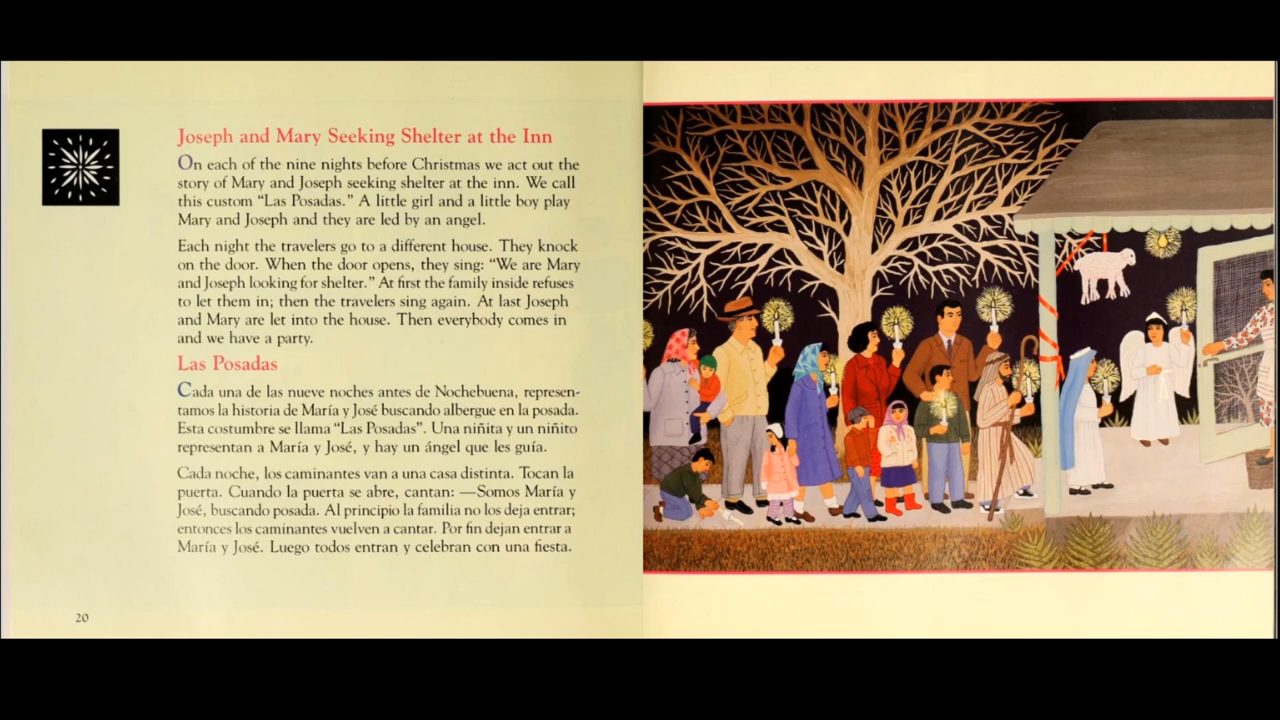 Joseph and Mary Seeking Shelter at the Inn
On each of the nine nights before Christmas we act out the
story of Mary and Joseph seeking shelter at the inn. We call
this custom “Las Posadas.” A little girl and a little boy play
Mary and Joseph and they are led by an angel.
Each night the travelers go to a different house. They knock
on the door. When the door opens, they sing: “We are Mary
and Joseph looking for shelter.” At first the family inside refuses
to let them in; then the travelers sing again. At last Joseph
and Mary are let into the house. Then everybody comes in
and we have a party.
Las Posadas
Cada una de las nueve noches antes de Nochebuena, represen-
tamos la historia de María y José buscando albergue en la posada.
Esta costumbre se llama “Las Posadas”. Una niñita y un niñito
representan a María y José, y hay un ángel que les guía.
Cada noche, los caminantes van a una casa distinta. Tocan la
puerta. Cuando la puerta se abre, cantan: —Somos María y
José, buscando posada. Al principio la familia no los deja entrar;
entonces los caminantes vuelven a cantar. Por fin dejan entrar a
María y José. Luego todos entran y celebran con una fiesta.
20